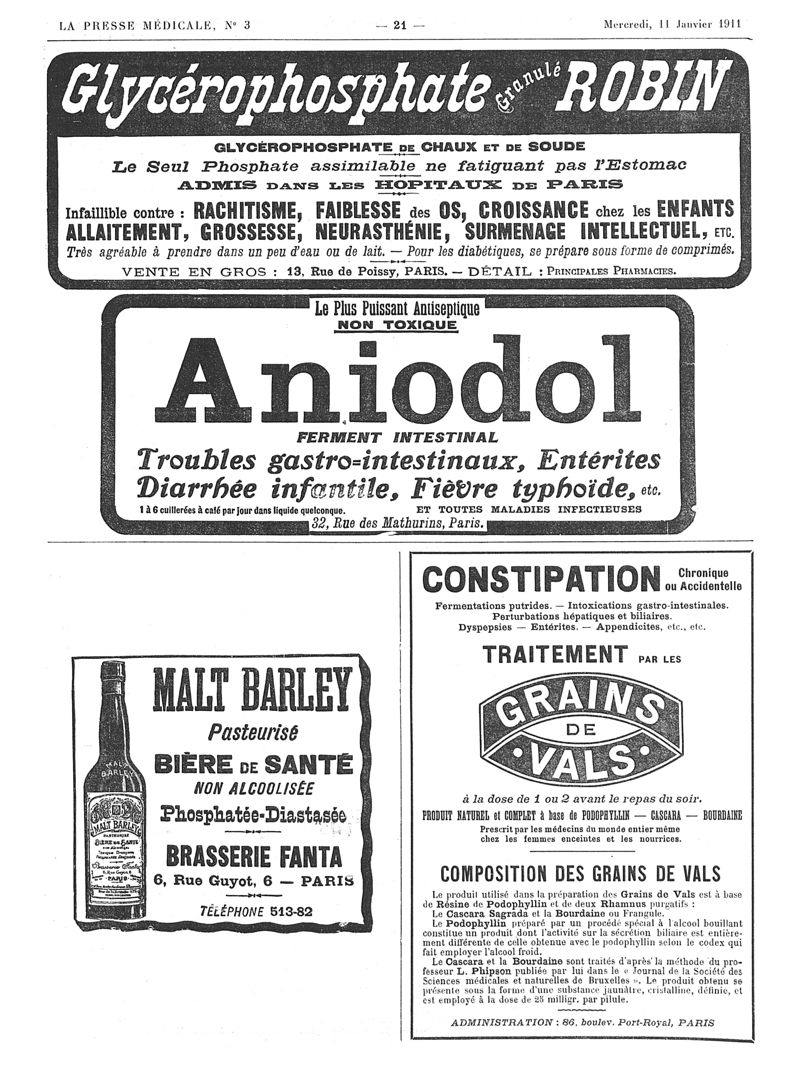 LA PRESSE MÉDICALE, N° 3
— 21 —
Mercredi, 11 Janvier 1911
Glycérophosphate Granulé ROBIN
GLYCÉROPHOSPHATE DE CHAUX ET DE SOUDE
Le Seul Phosphate assimilable ne fatiguant pas l'Estomac
ADMIS DANS LES HOPITAUX DE PARIS
Infaillible contre : RACHITISME, FAIBLESSE des OS, CROISSANCE chez les ENFANTS
ALLAITEMENT, GROSSESSE, NEURASTHÉNIE, SURMENAGE INTELLECTUEL, ETC.
Très agréable à prendre dans un peu d'eau ou de lait. — Pour les diabétiques, se prépare sous forme de comprimés.
VENTE EN GROS : 13, Rue de Poissy, PARIS. — DÉTAIL : PRINCIPALES PHARMACIES.
Le Plus Puissant Antiseptique
NON TOXIQUE
Aniodol
FERMENT INTESTINAL
Troubles gastro-intestinaux, Entérites
Diarrhée infantile, Fièvre typhoïde, etc.
1 à 6 cuillerées à café par jour dans liquide quelconque.
ET TOUTES MALADIES INFECTIEUSES
32, Rue des Mathurins, Paris.
MALT BARLEY
Pasteurisé
BIÈRE DE SANTÉ
NON ALCOOLISÉE
Phosphatée-Diastasée
BRASSERIE FANTA
6, Rue Guyot, 6 — PARIS
TÉLÉPHONE 513-82
MALT
BARLEY
MALT BARLEY
PASTEURISÉ
BIÈRE DE SANTÉ
PARIS
CONSTIPATION Chronique
ou Accidentelle
Fermentations putrides. — Intoxications gastro-intestinales.
Perturbations hépatiques et biliaires.
Dyspepsies — Entérites. — Appendicites, etc., etc.
TRAITEMENT PAR LES
GRAINS
DE
VALS
à la dose de 1 ou 2 avant le repas du soir.
PRODUIT NATUREL et COMPLET à base de PODOPHYLLIN — CASCARA — BOURDAINE
Prescrit par les médecins du monde entier même
chez les femmes enceintes et les nourrices.
COMPOSITION DES GRAINS DE VALS
Le produit utilisé dans la préparation des Grains de Vals est à base
de Résine de Podophyllin et de deux Rhamnus purgatifs :
Le Cascara Sagrada et la Bourdaine ou Frangule.
Le Podophyllin préparé par un procédé spécial à l'alcool bouillant
constitue un produit dont l'activité sur la sécrétion biliaire est entière-
ment différente de celle obtenue avec le podophyllin selon le codex qui
fait employer l'alcool froid.
Le Cascara et la Bourdaine sont traités d'après la méthode du pro-
fesseur L. Phipson publiée par lui dans le « Journal de la Société des
Sciences médicales et naturelles de Bruxelles ». Le produit obtenu se
présente sous la forme d'une substance jaunâtre, cristalline, définie, et
est employé à la dose de 25 milligr. par pilule.
ADMINISTRATION : 86, boulev. Port-Royal, PARIS